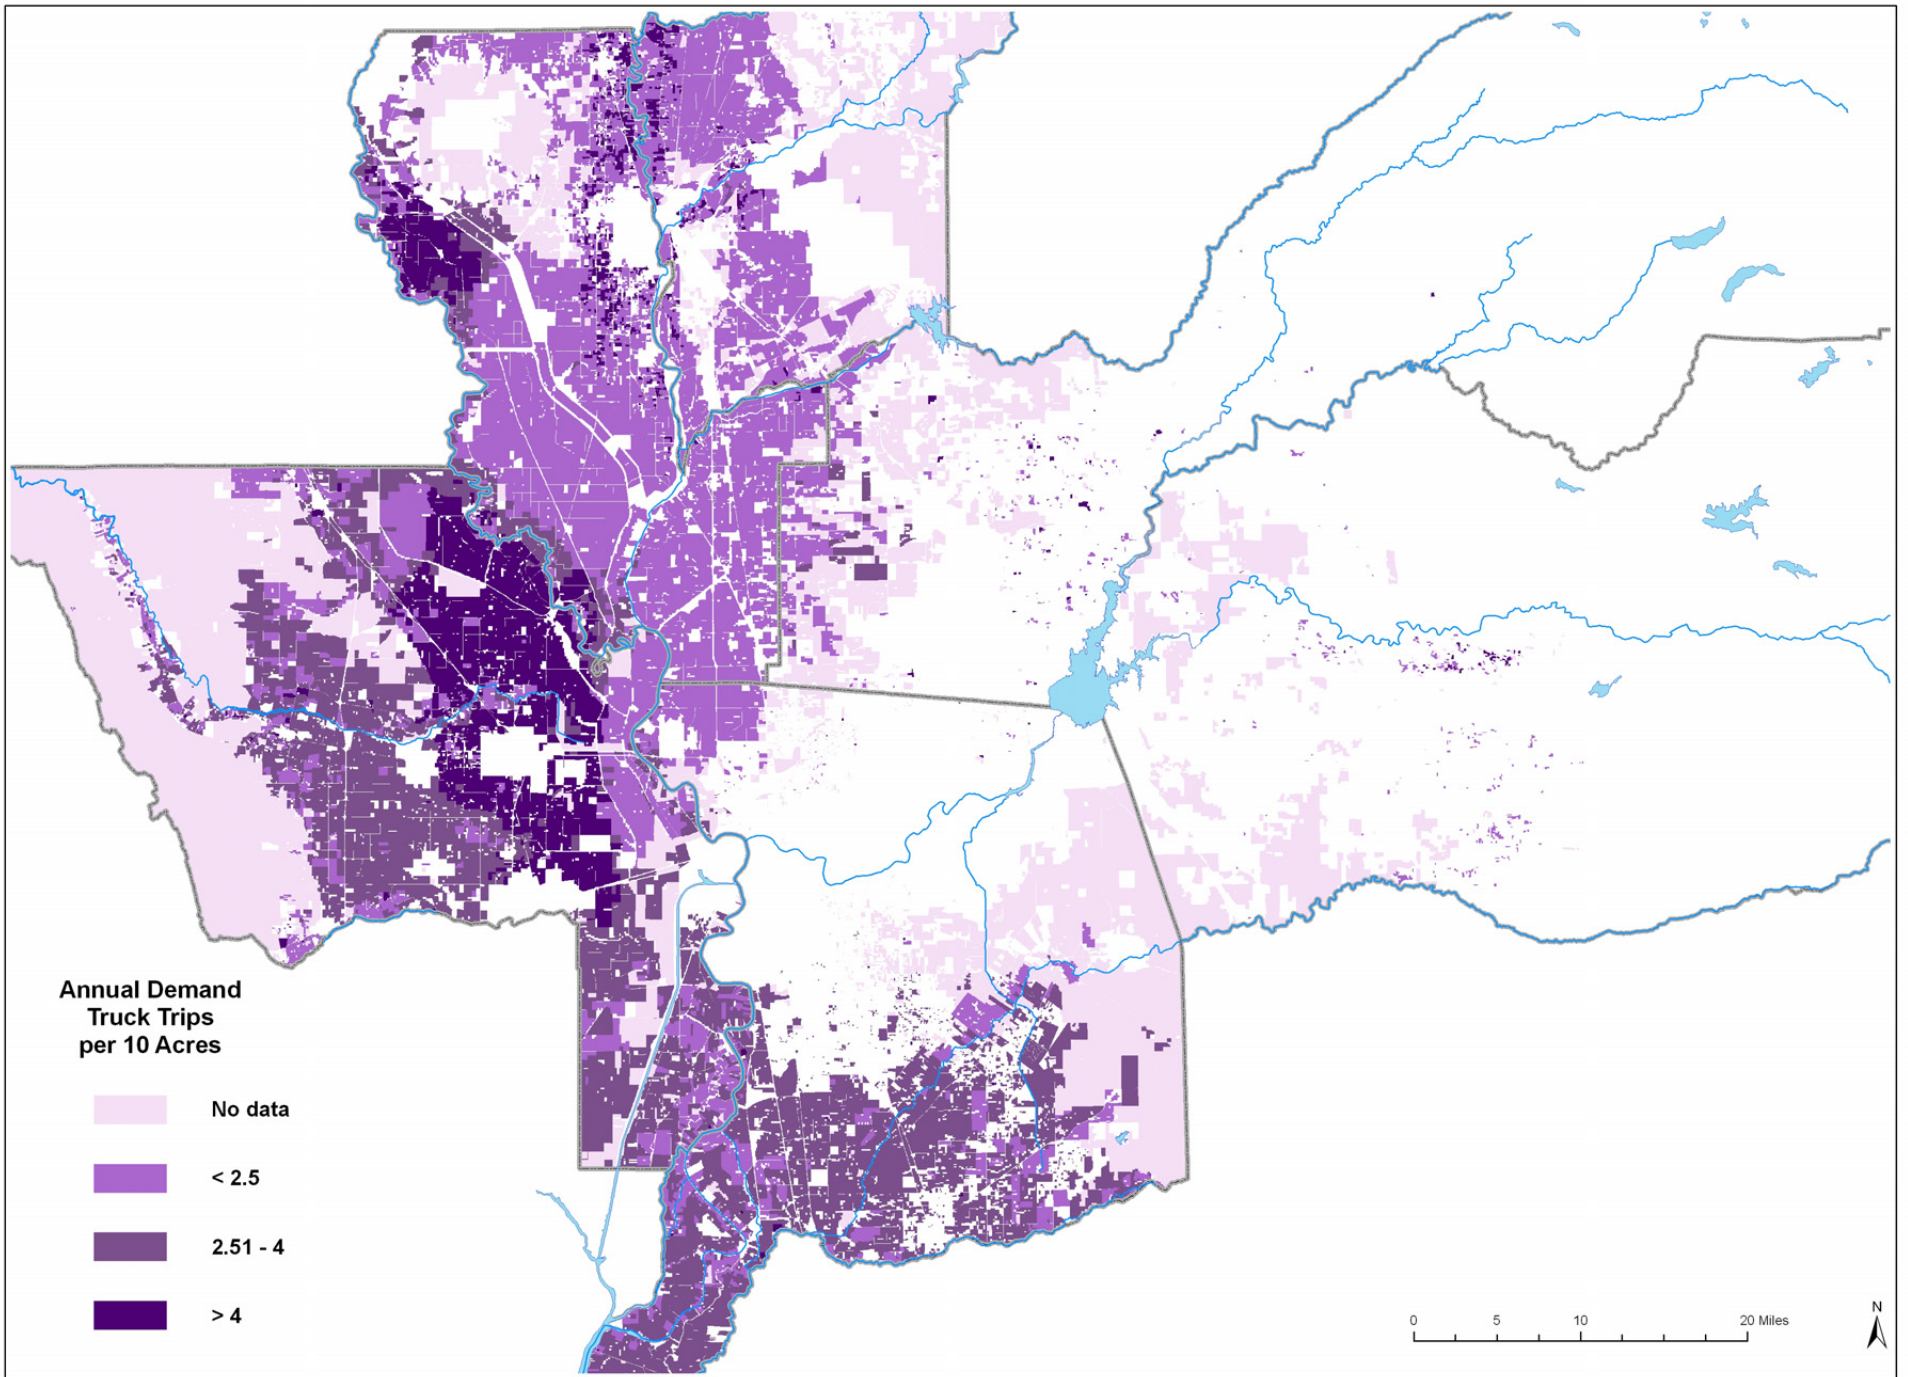 Annual Demand
Truck Trips
per 10 Acres
No data
< 2.5
2.51 - 4
> 4
0 5 10 20 Miles
N